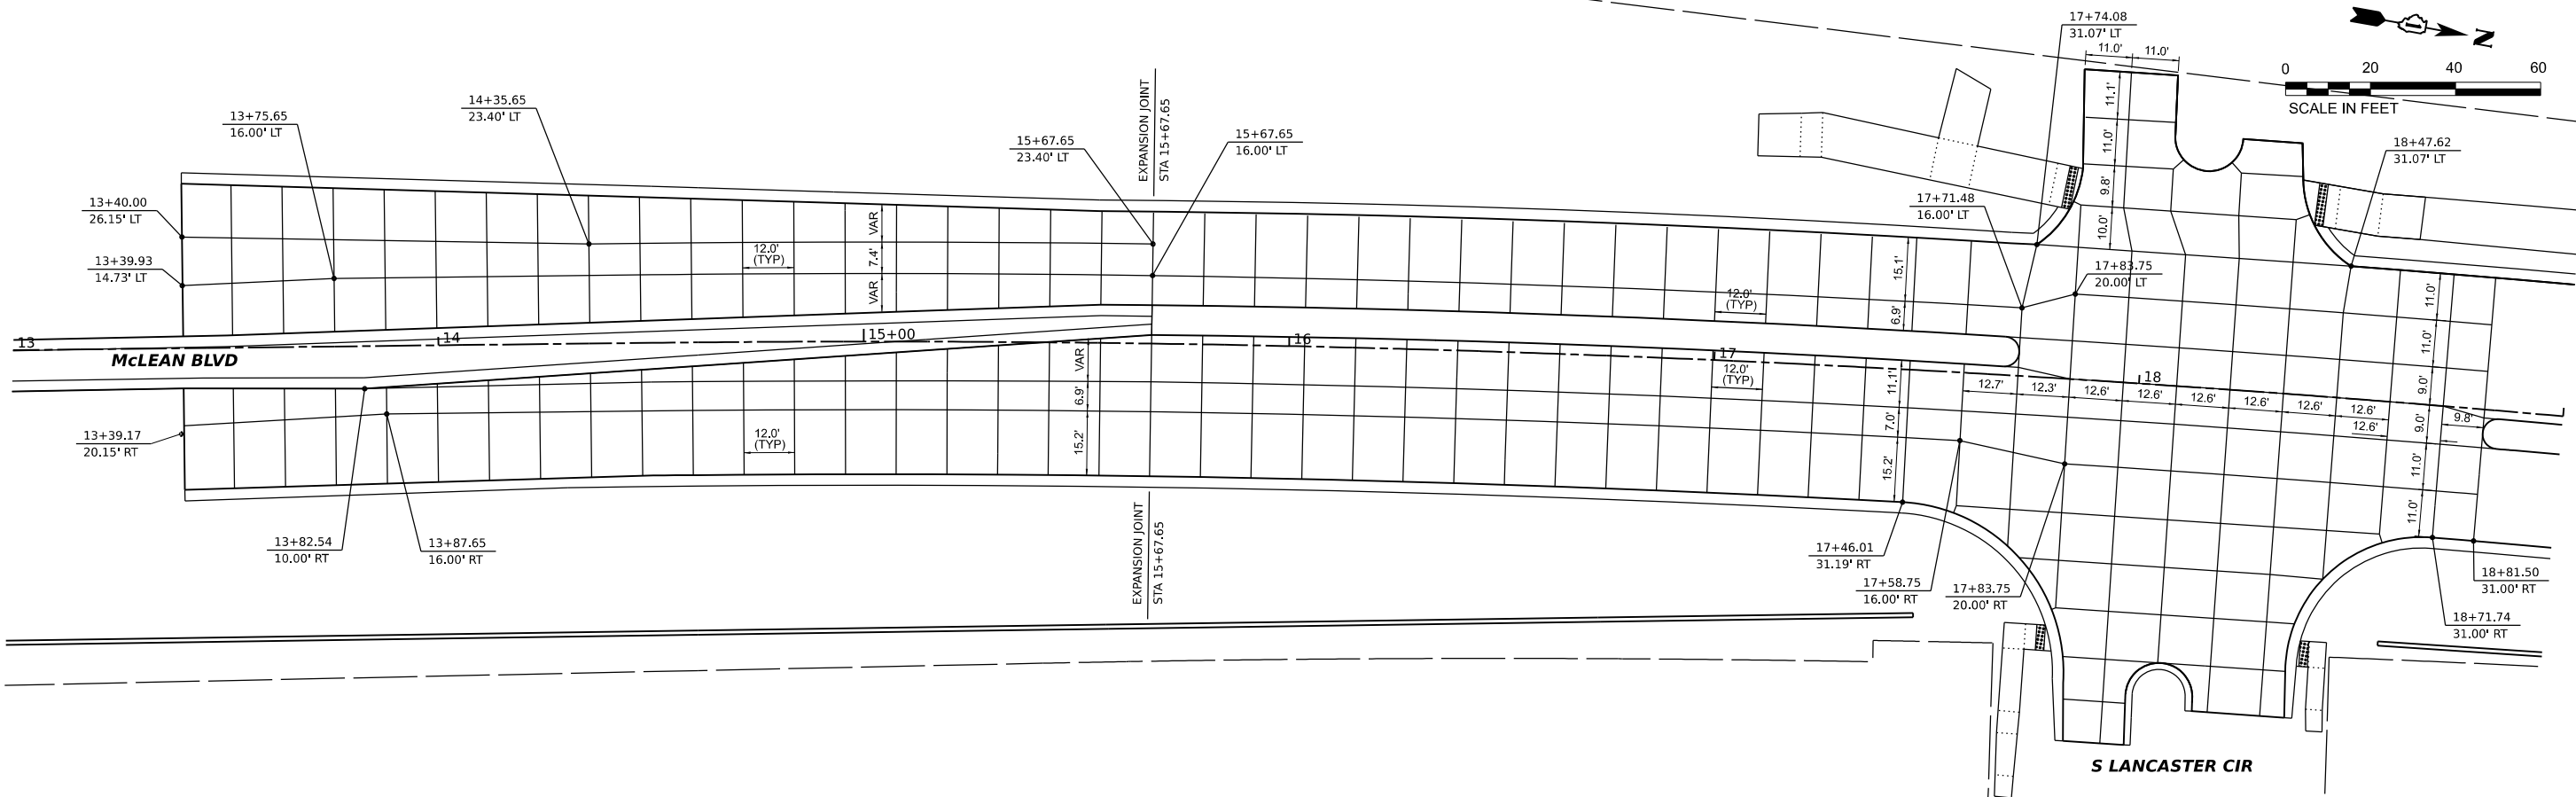 17+74.08
31.07' LT
11.0'
11.0'
N
0 20 40 60
SCALE IN FEET
14+35.65
23.40' LT
13+75.65
16.00' LT
EXPANSION JOINT
STA 15+67.65
15+67.65
23.40' LT
15+67.65
16.00' LT
11.1'
11.0'
9.8'
10.0'
18+47.62
31.07' LT
13+40.00
26.15' LT
13+39.93
14.73' LT
17+71.48
16.00' LT
17+83.75
20.00' LT
VAR
7.4'
VAR
12.0'
(TYP)
12.0'
(TYP)
15.1'
6.9'
11.0'
11.0'
9.0'
9.0'
11.0'
11.0'
13
14
15+00
16
17
18
McLEAN BLVD
VAR
6.9'
15.2'
12.0'
(TYP)
12.0'
(TYP)
11.1'
7.0'
15.2'
12.7'
12.3'
12.6'
12.6'
12.6'
12.6'
12.6'
12.6'
12.6'
9.8'
13+39.17
20.15' RT
13+82.54
10.00' RT
13+87.65
16.00' RT
EXPANSION JOINT
STA 15+67.65
17+46.01
31.19' RT
17+58.75
16.00' RT
17+83.75
20.00' RT
18+81.50
31.00' RT
18+71.74
31.00' RT
S LANCASTER CIR